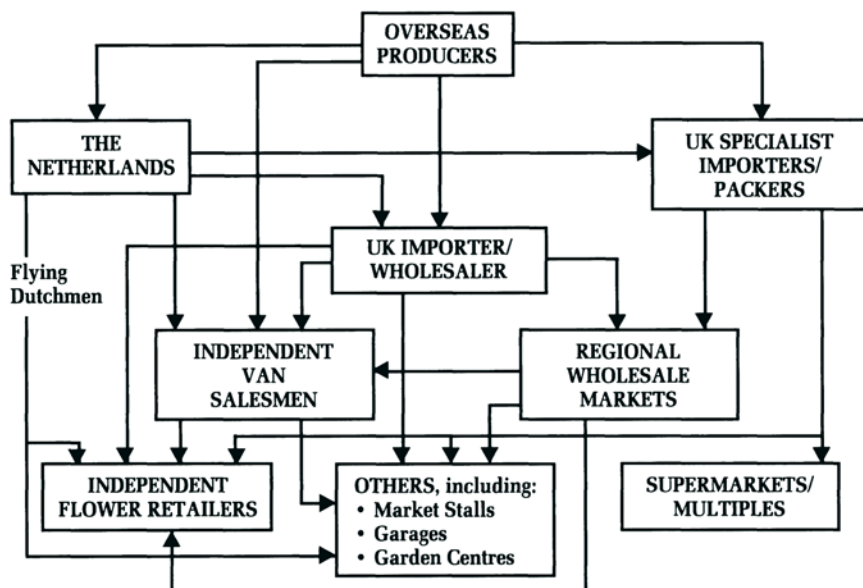 OVERSEAS
PRODUCERS
THE
NETHERLANDS
UK SPECIALIST
IMPORTERS/
PACKERS
UK IMPORTER/
WHOLESALER
Flying
Dutchmen
INDEPENDENT
VAN
SALESMEN
REGIONAL
WHOLESALE
MARKETS
INDEPENDENT
FLOWER RETAILERS
OTHERS, including:
• Market Stalls
• Garages
• Garden Centres
SUPERMARKETS/
MULTIPLES